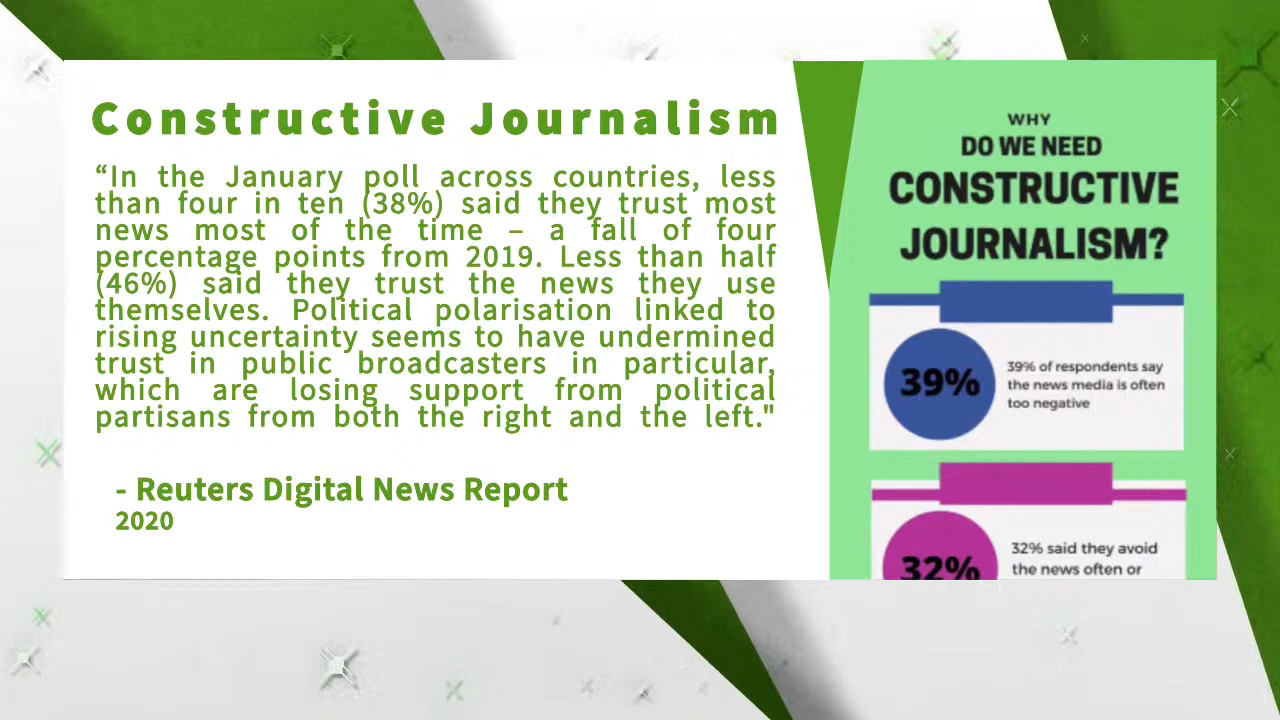 Constructive Journalism
“In the January poll across countries, less
than four in ten (38%) said they trust most
news most of the time – a fall of four
percentage points from 2019. Less than half
(46%) said they trust the news they use
themselves. Political polarisation linked to
rising uncertainty seems to have undermined
trust in public broadcasters in particular,
which are losing support from political
partisans from both the right and the left."
- Reuters Digital News Report
2020
WHY
DO WE NEED
CONSTRUCTIVE
JOURNALISM?
39%
39% of respondents say
the news media is often
too negative
32%
32% said they avoid
the news often or